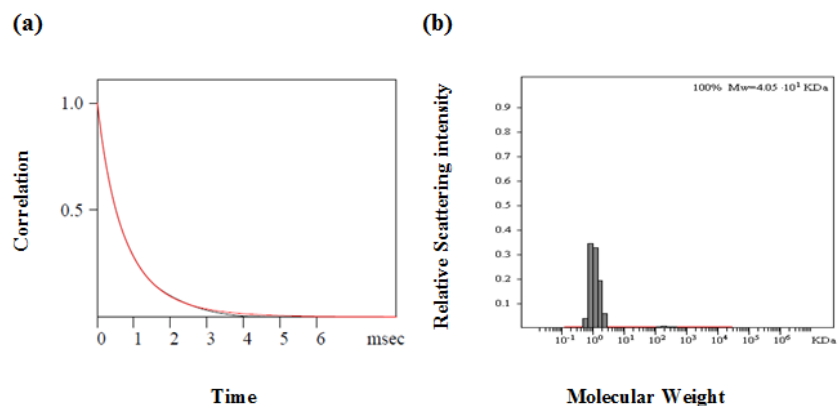 (a)
Correlation
1.0
0.5
0 1 2 3 4 5 6 msec
Time
(b)
Relative Scattering intensity
100% Mw=4.05 ·10¹ KDa
0.9
0.8
0.7
0.6
0.5
0.4
0.3
0.2
0.1
10⁻¹ 10⁰ 10¹ 10² 10³ 10⁴ 10⁵ 10⁶ KDa
Molecular Weight